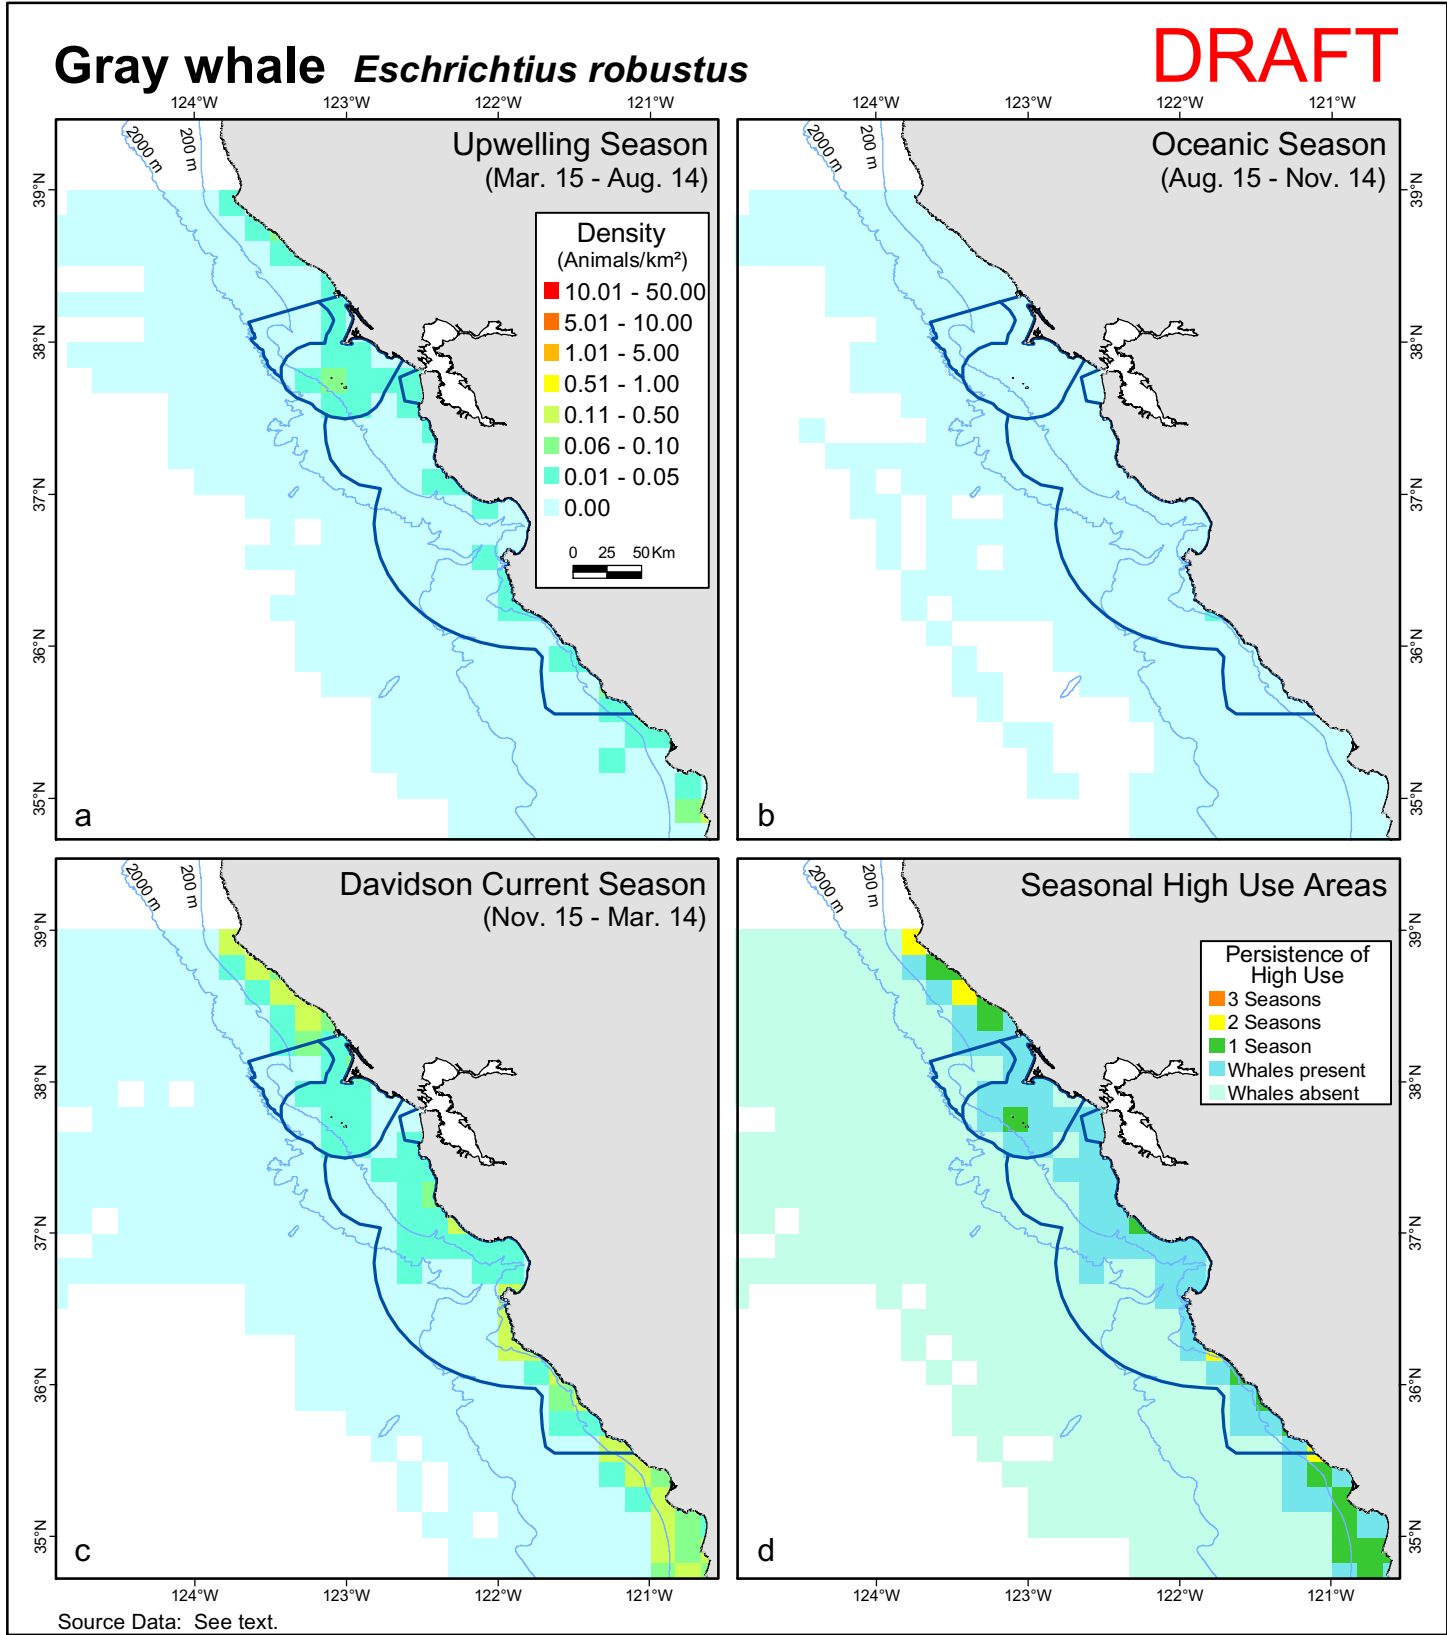 Gray whale Eschrichtius robustus
DRAFT
124°W 123°W 122°W 121°W 124°W 123°W 122°W 121°W
2000 m
200 m
Upwelling Season
(Mar. 15 - Aug. 14)
39°N
38°N
37°N
36°N
35°N
Density
(Animals/km²)
10.01 - 50.00
5.01 - 10.00
1.01 - 5.00
0.51 - 1.00
0.11 - 0.50
0.06 - 0.10
0.01 - 0.05
0.00
0 25 50 Km
a
2000 m
200 m
Oceanic Season
(Aug. 15 - Nov. 14)
39°N
38°N
37°N
36°N
35°N
b
2000 m
200 m
Davidson Current Season
(Nov. 15 - Mar. 14)
39°N
38°N
37°N
36°N
35°N
c
2000 m
200 m
Seasonal High Use Areas
Persistence of
High Use
3 Seasons
2 Seasons
1 Season
Whales present
Whales absent
39°N
38°N
37°N
36°N
35°N
d
124°W 123°W 122°W 121°W 124°W 123°W 122°W 121°W
Source Data: See text.